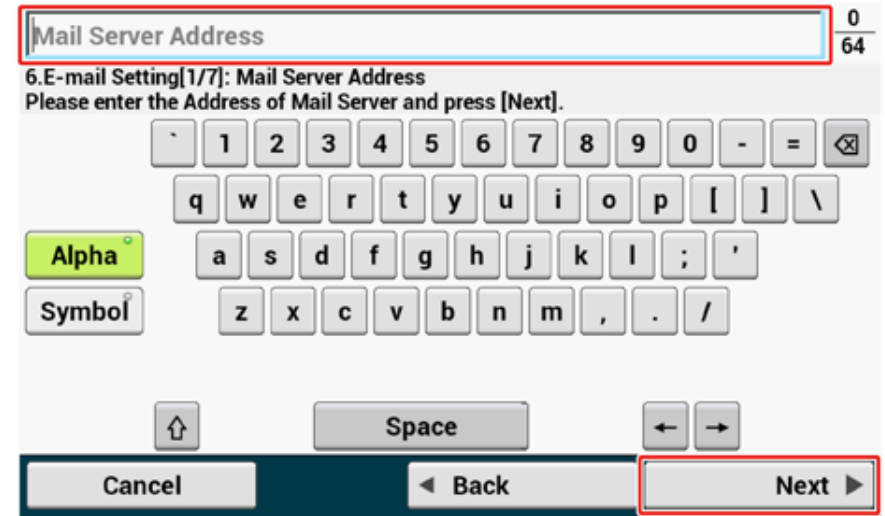 Mail Server Address
0
64
6.E-mail Setting[1/7]: Mail Server Address
Please enter the Address of Mail Server and press [Next].
` 1 2 3 4 5 6 7 8 9 0 - =
q w e r t y u i o p [ ] \
Alpha a s d f g h j k l ; '
Symbol z x c v b n m , . /
Space
Cancel Back Next